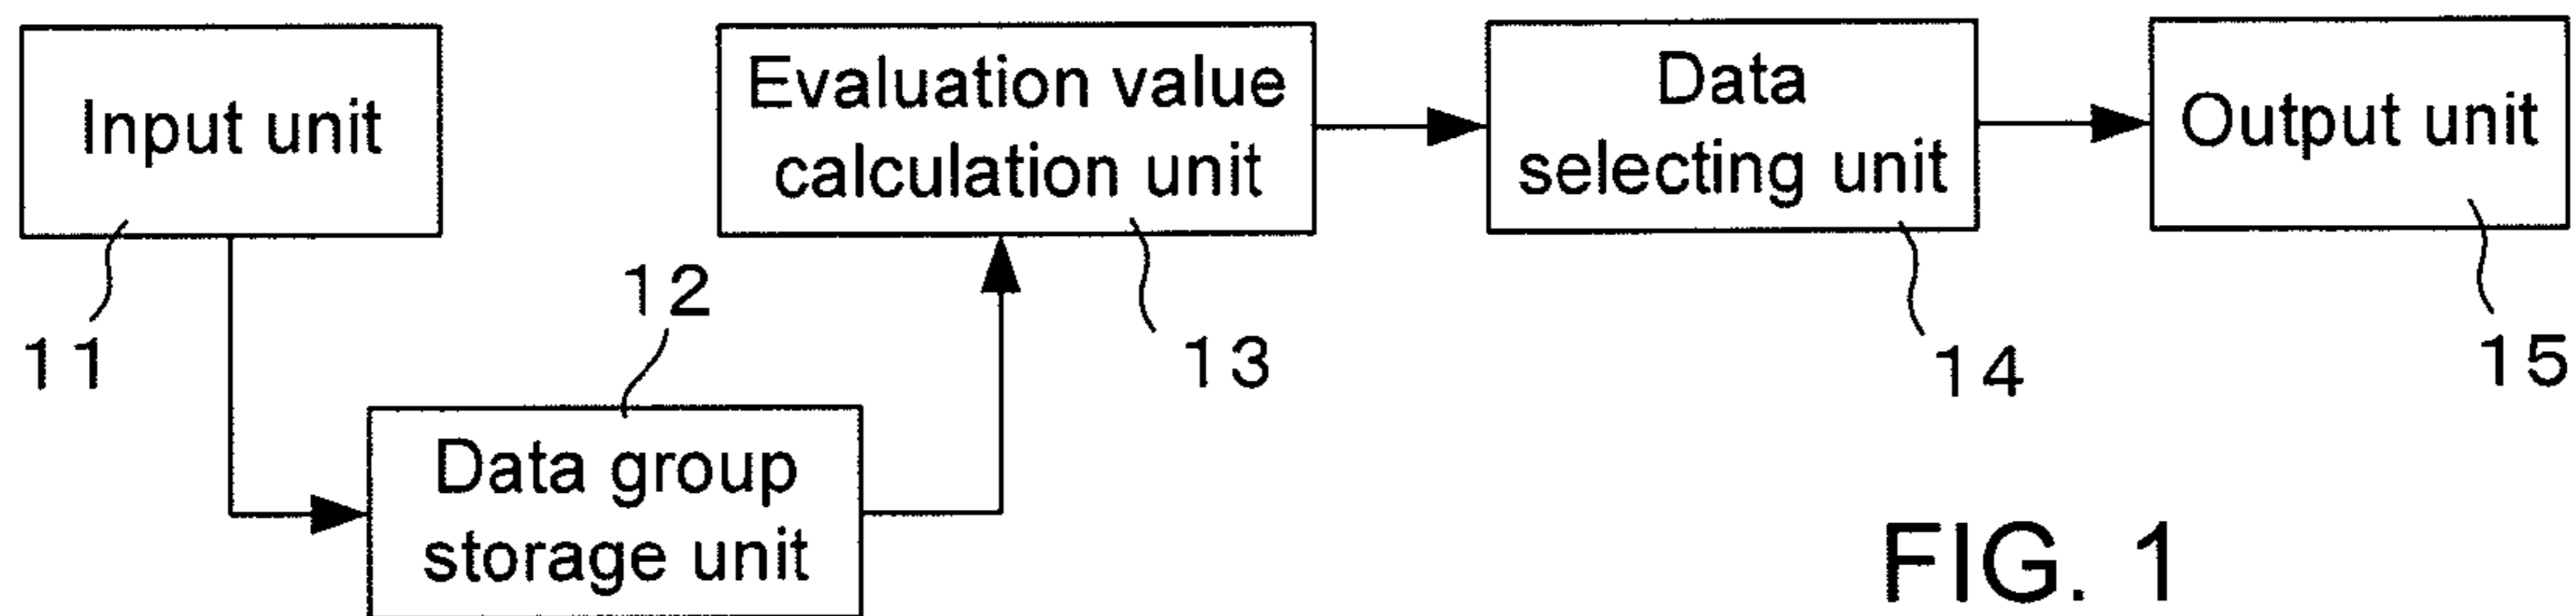 Input unit
11
Data group
storage unit
12
Evaluation value
calculation unit
13
Data
selecting unit
14
Output unit
15
FIG. 1